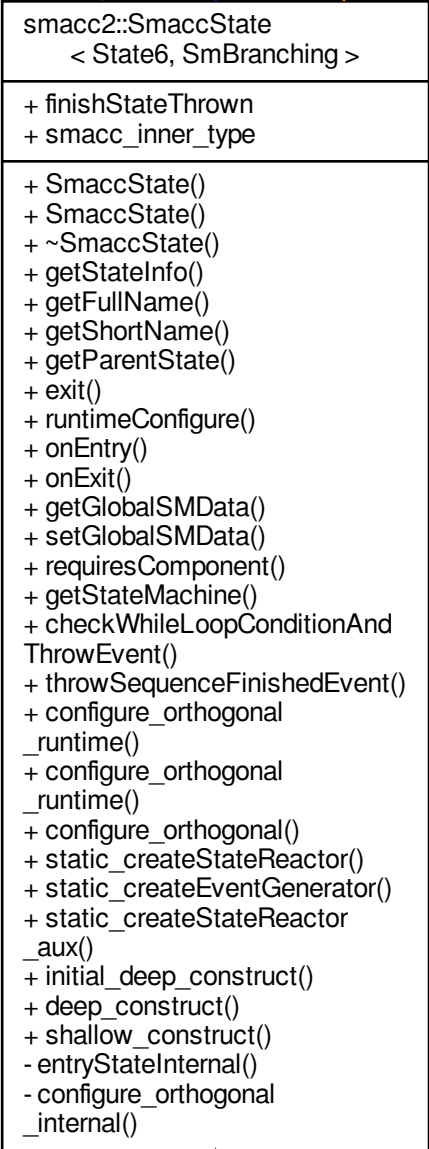 smacc2::SmaccState
< State6, SmBranching >
+ finishStateThrown
+ smacc_inner_type
+ SmaccState()
+ SmaccState()
+ ~SmaccState()
+ getStateInfo()
+ getFullName()
+ getShortName()
+ getParentState()
+ exit()
+ runtimeConfigure()
+ onEntry()
+ onExit()
+ getGlobalSMData()
+ setGlobalSMData()
+ requiresComponent()
+ getStateMachine()
+ checkWhileLoopConditionAnd
ThrowEvent()
+ throwSequenceFinishedEvent()
+ configure_orthogonal
_runtime()
+ configure_orthogonal
_runtime()
+ configure_orthogonal()
+ static_createStateReactor()
+ static_createEventGenerator()
+ static_createStateReactor
_aux()
+ initial_deep_construct()
+ deep_construct()
+ shallow_construct()
- entryStateInternal()
- configure_orthogonal
_internal()